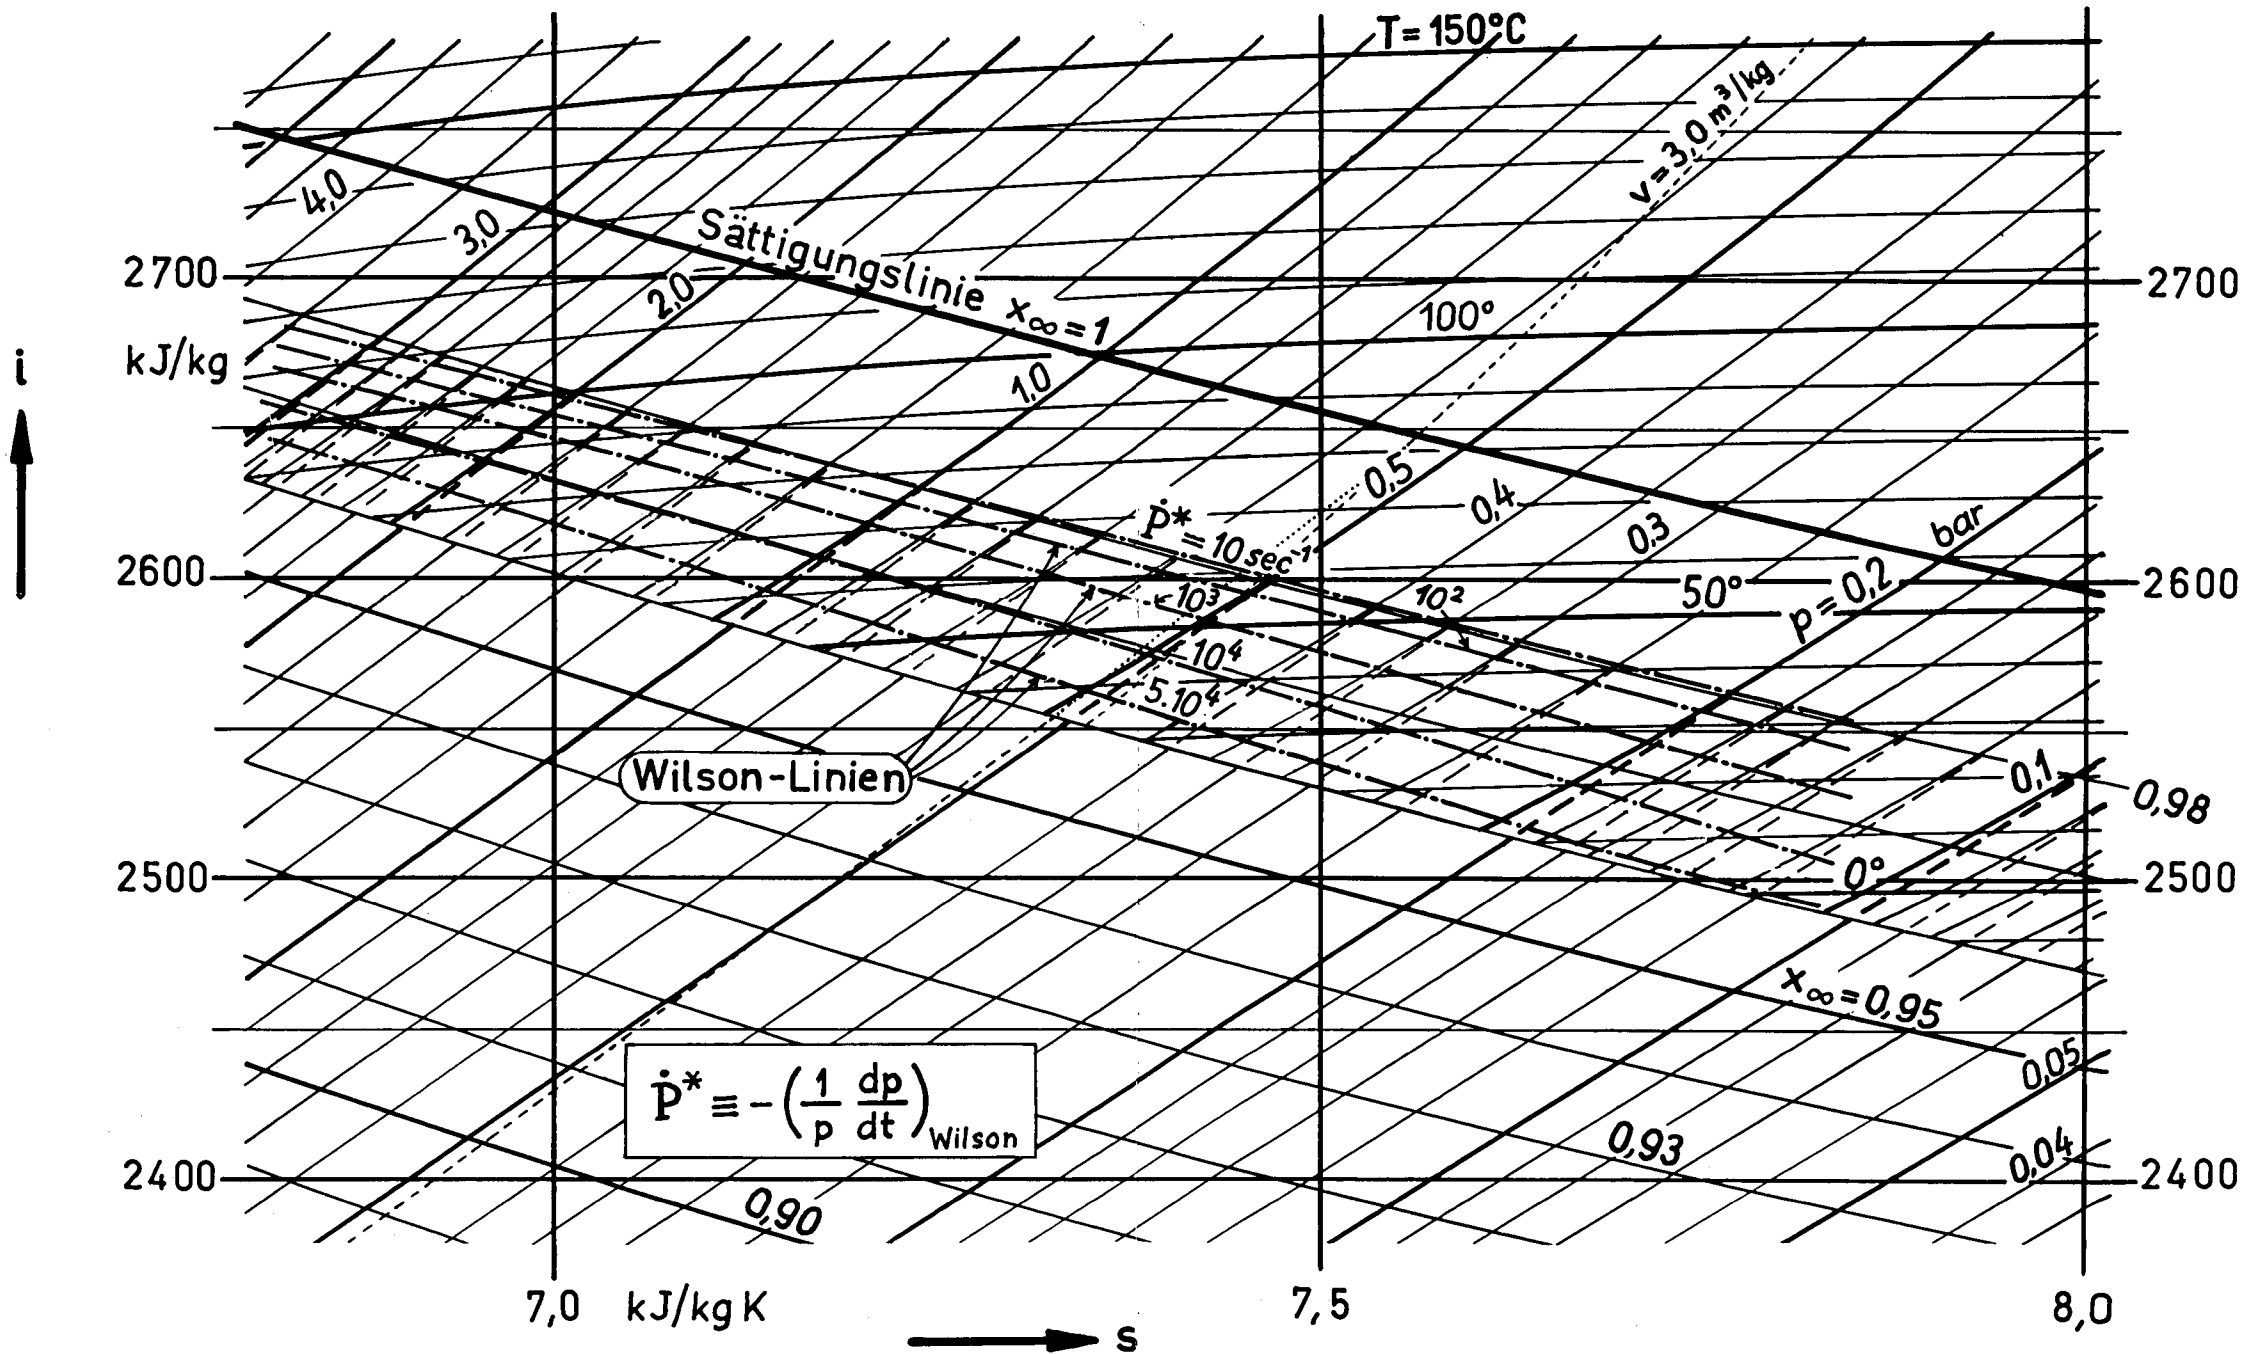 T = 150°C
v = 3,0 m³/kg
4,0
3,0
2,0
Sättigungslinie x∞ = 1
2700
2700
100°
i
kJ/kg
1,0
0,5
0,4
0,3
bar
Ṗ* = 10 sec⁻¹
2600
2600
10³
10²
50°
p = 0,2
10⁴
5.10⁴
Wilson-Linien
0,1
0,98
0°
2500
2500
x∞ = 0,95
0,05
Ṗ* ≡ - (1/p dp/dt) Wilson
0,93
0,04
2400
2400
0,90
7,0
kJ/kg K
7,5
8,0
s